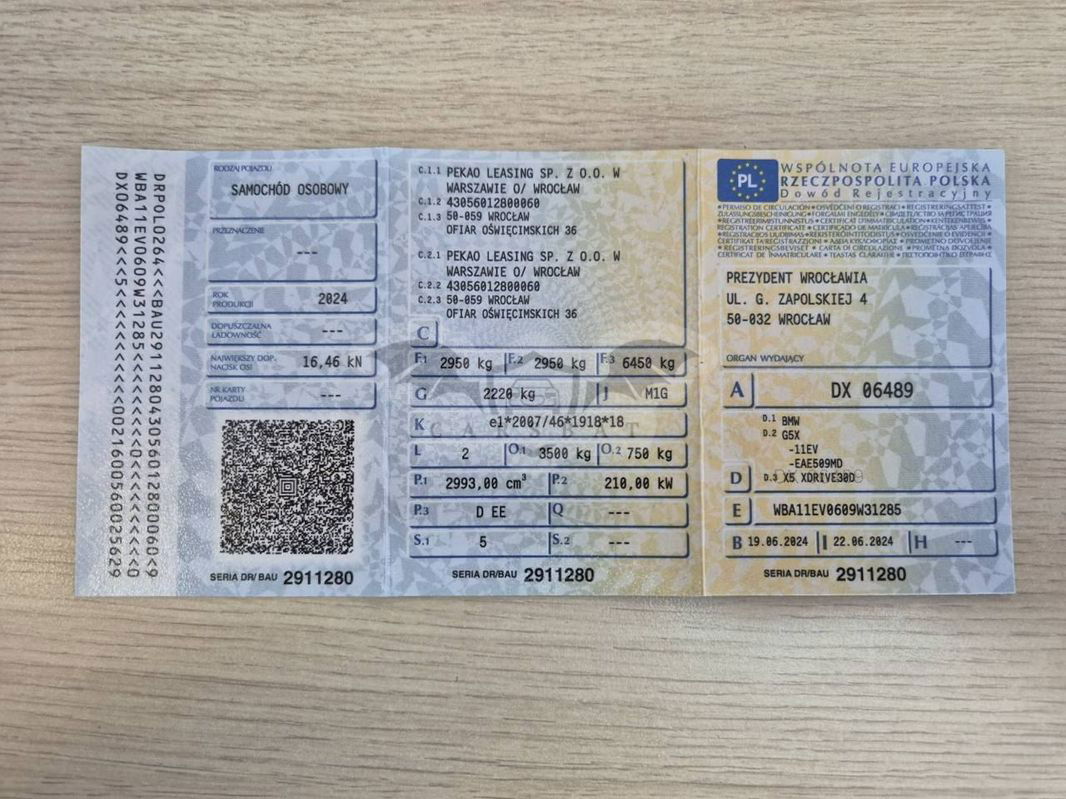 DRPOL0264<<BAU29112804305601280060<9
WBA11EV0609W31285<<<<<<<<<0<<<<<<<<0
DX06489<<<5<<<<<<<<<0021600560025629
RODZAJ POJAZDU
SAMOCHÓD OSOBOWY
PRZEZNACZENIE
---
ROK PRODUKCJI 2024
DOPUSZCZALNA ŁADOWNOŚĆ ---
NAJWIĘKSZY DOP. NACISK OSI 16,46 kN
NR KARTY POJAZDU ---
SERIA DR/BAU 2911280
C.1.1 PEKAO LEASING SP. Z O.O. W
WARSZAWIE O/ WROCŁAW
C.1.2 43056012800060
C.1.3 50-059 WROCŁAW
OFIAR OŚWIĘCIMSKICH 36
C.2.1 PEKAO LEASING SP. Z O.O. W
WARSZAWIE O/ WROCŁAW
C.2.2 43056012800060
C.2.3 50-059 WROCŁAW
OFIAR OŚWIĘCIMSKICH 36
C
F.1 2950 kg F.2 2950 kg F.3 6450 kg
G 2220 kg J M1G
K e1*2007/46*1918*18
CARSBAT
L 2 O.1 3500 kg O.2 750 kg
P.1 2993,00 cm³ P.2 210,00 kW
P.3 D EE Q ---
S.1 5 S.2 ---
SERIA DR/BAU 2911280
PL
WSPÓLNOTA EUROPEJSKA
RZECZPOSPOLITA POLSKA
Dowód Rejestracyjny
PREZYDENT WROCŁAWIA
UL. G. ZAPOLSKIEJ 4
50-032 WROCŁAW
ORGAN WYDAJĄCY
A DX 06489
D.1 BMW
D.2 G5X
-11EV
-EAE509MD
D D.3 X5 XDRIVE30D
E WBA11EV0609W31285
B 19.06.2024 I 22.06.2024 H ---
SERIA DR/BAU 2911280